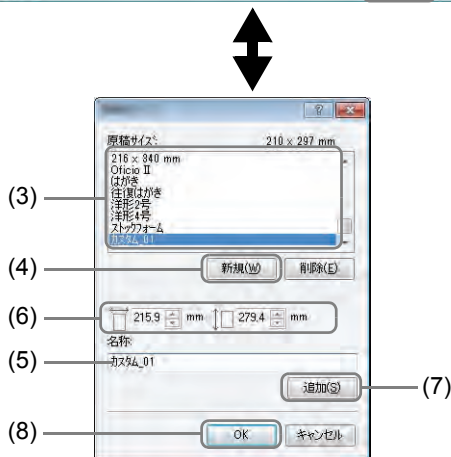 原稿サイズ:
210 x 297 mm
216 x 340 mm
Oficio II
はがき
往復はがき
洋形2号
洋形4号
ストックフォーム
カスタム_01
(3)
(4)
新規(W)
削除(E)
(6)
215.9 mm
279.4 mm
名称:
(5)
カスタム_01
追加(S)
(7)
(8)
OK
キャンセル